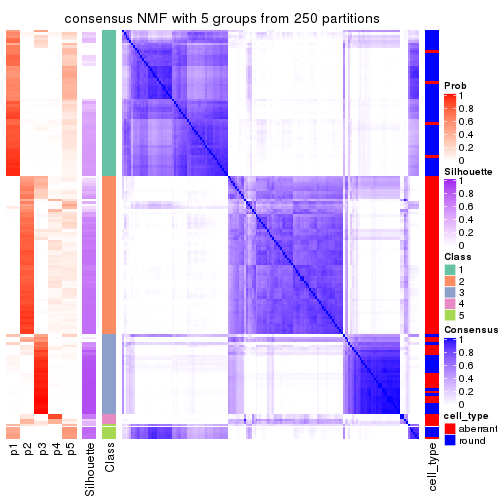 consensus NMF with 5 groups from 250 partitions
Prob
1
0.8
0.6
0.4
0.2
0
Silhouette
1
0.8
0.6
0.4
0.2
0
Class
1
2
3
4
5
Consensus
1
0.8
0.6
0.4
0.2
0
cell_type
aberrant
round
p1
p2
p3
p4
p5
Silhouette
Class
cell_type